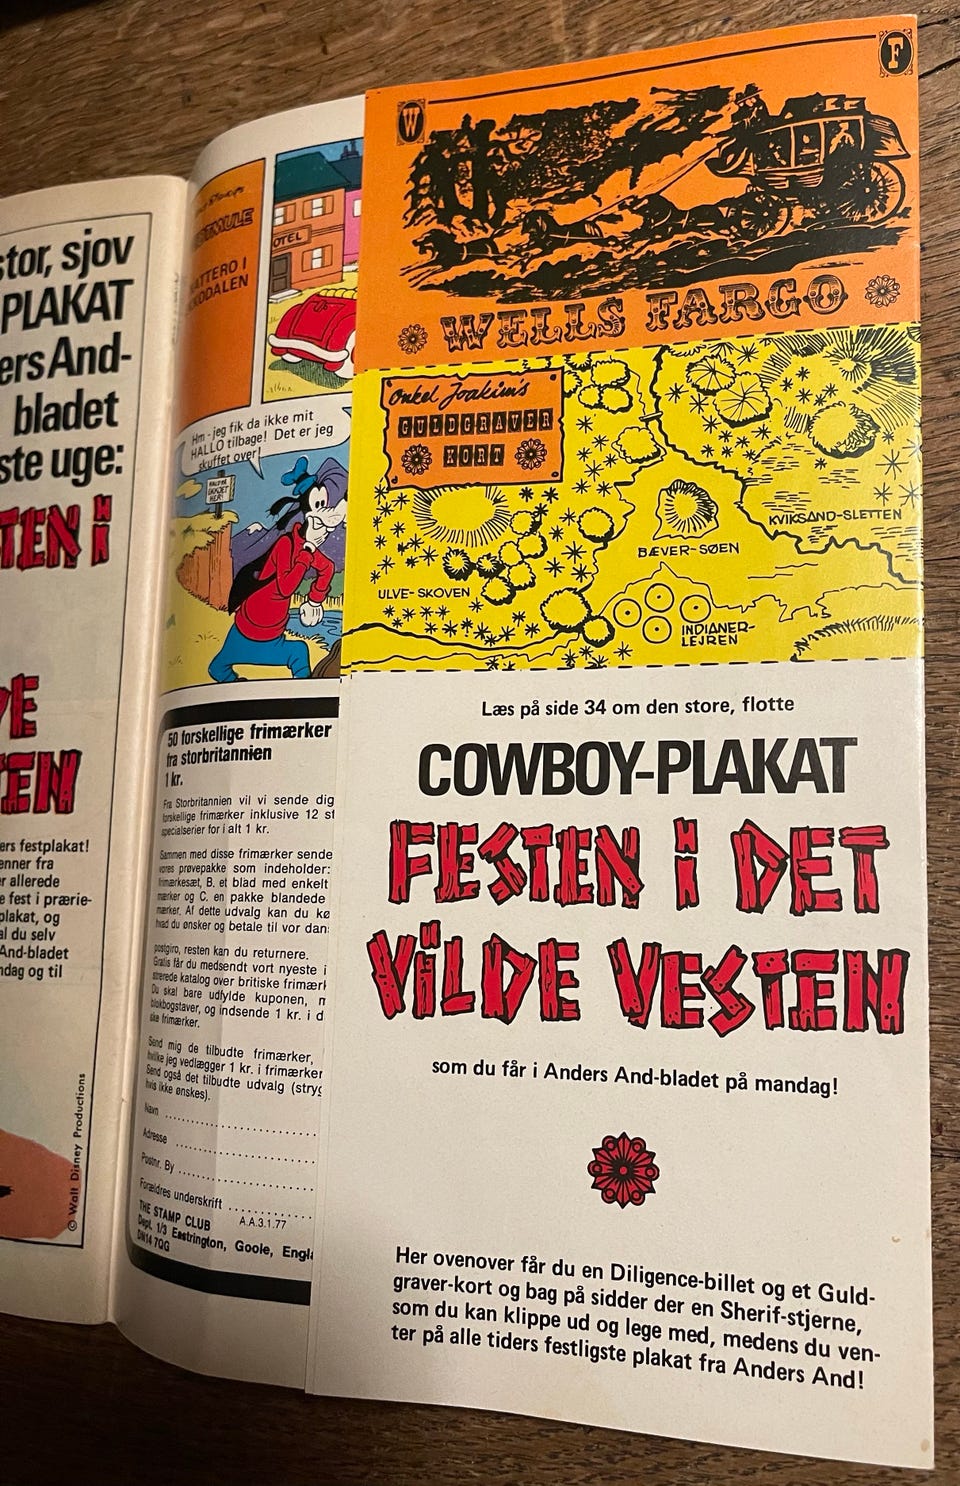 stor, sjov
PLAKAT
ers And-
bladet
ste uge:
TEN i
DE
TEN
ers festplakat!
enner fra
r allerede
e fest i prærie-
plakat, og
al du selv
And-bladet
ndag og til
© Walt Disney Productions
HOTEL
Hm - jeg fik da ikke mit
HALLO tilbage! Det er jeg
skuffet over!
50 forskellige frimærker
fra storbritannien
1 kr.
Fra Storbritannien vil vi sende dig
forskellige frimærker inklusive 12 st
specialserier for i alt 1 kr.
Sammen med disse frimærker sende
vores prøvepakke som indeholder:
frimærkesæt, B. et blad med enkelt
mærker og C. en pakke blandede
mærker. Af dette udvalg kan du kø
hvad du ønsker og betale til vor dan
postgiro, resten kan du returnere.
Gratis får du medsendt vort nyeste i
strerede katalog over britiske frimærk
Du skal bare udfylde kuponen, m
blokbogstaver, og indsende 1 kr. i d
ske frimærker.
Send mig de tilbudte frimærker,
hvilke jeg vedlægger 1 kr. i frimærker
Send også det tilbudte udvalg (stryg
hvis ikke ønskes).
Navn
Adresse
Postnr. By
Forældres underskrift
THE STAMP CLUB A.A.3.1.77
Dept. 1/3 Eastrington, Goole, Engl
DN14 7QG
W
F
WELLS FARGO
Onkel Joakim's
GULDGRAVER
KORT
KVIKSAND-SLETTEN
BÆVER-SØEN
ULVE-SKOVEN
INDIANER-
LEJREN
Læs på side 34 om den store, flotte
COWBOY-PLAKAT
FESTEN i DET
ViLDE VESTEN
som du får i Anders And-bladet på mandag!
Her ovenover får du en Diligence-billet og et Guld-
graver-kort og bag på sidder der en Sherif-stjerne,
som du kan klippe ud og lege med, medens du ven-
ter på alle tiders festligste plakat fra Anders And!